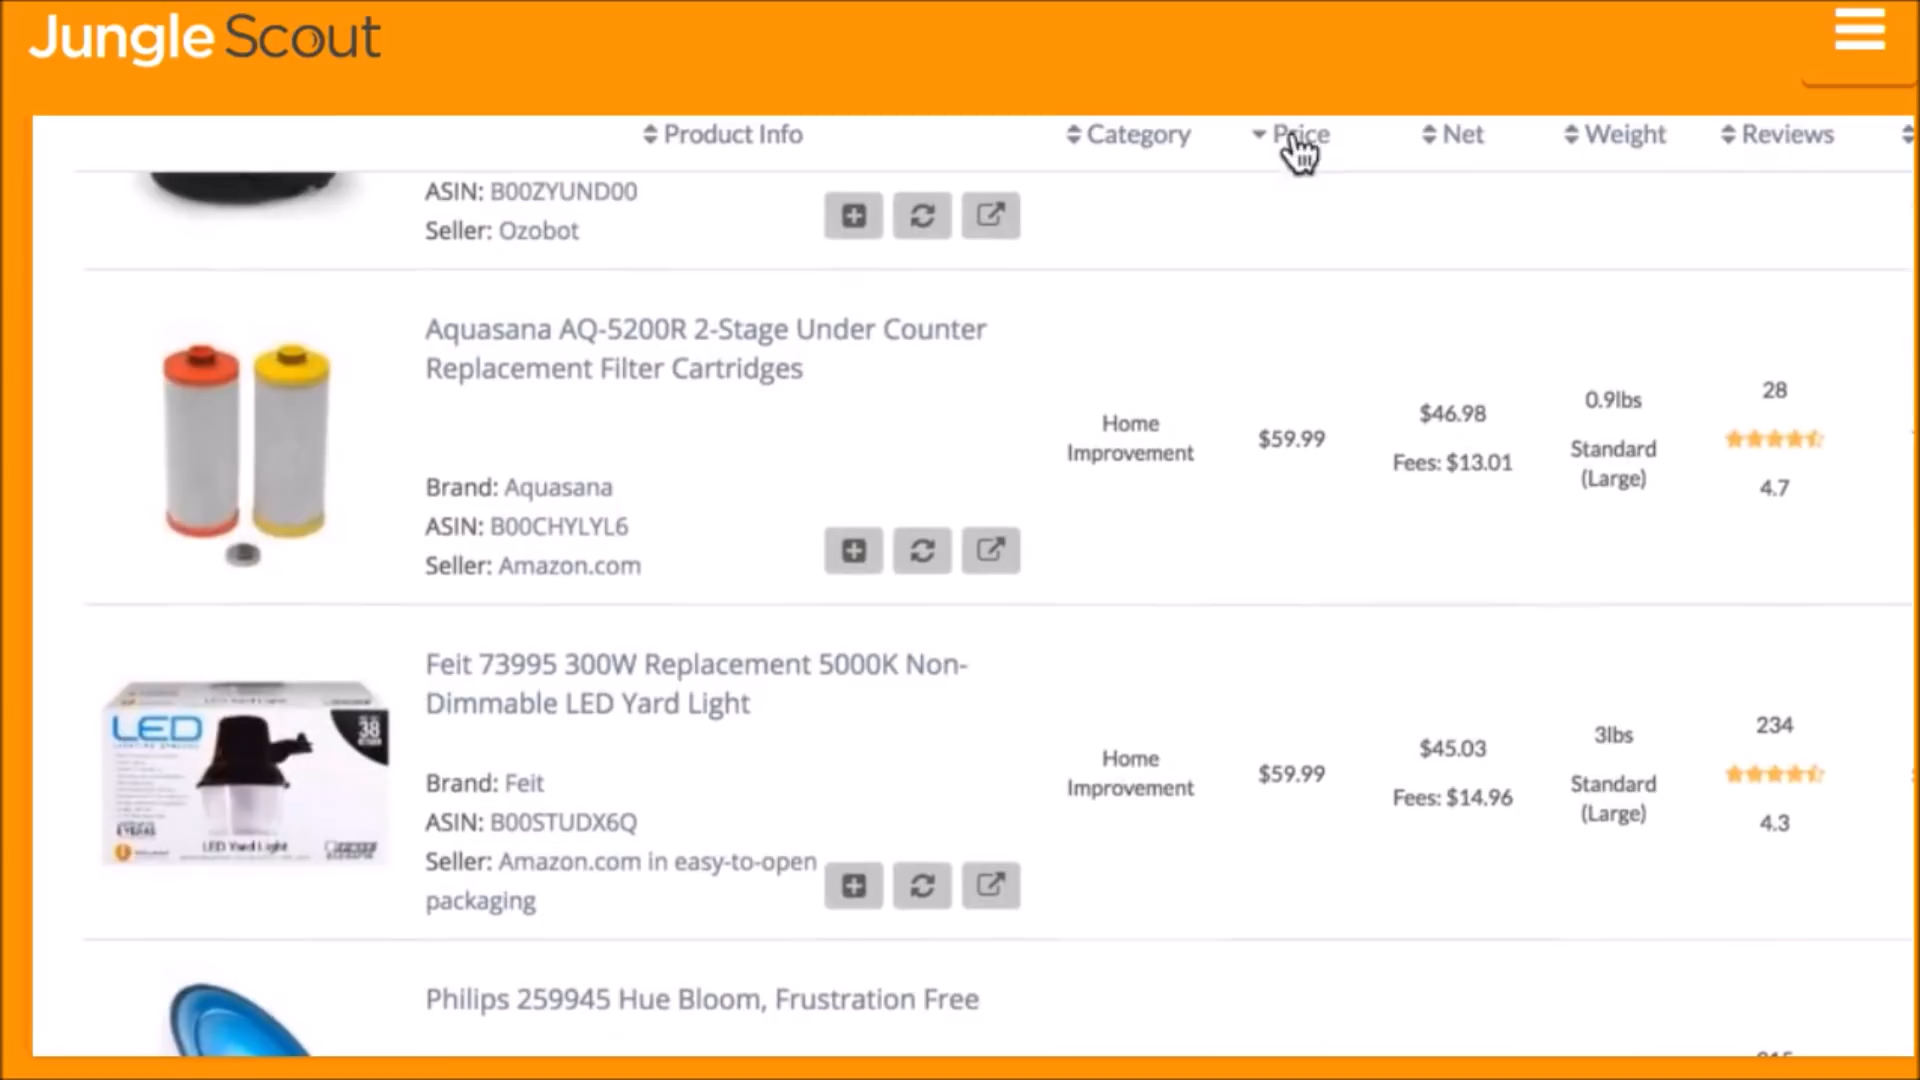 Jungle Scout
Product Info
Category
Price
Net
Weight
Reviews
ASIN: B00ZYUND00
Seller: Ozobot
Aquasana AQ-5200R 2-Stage Under Counter
Replacement Filter Cartridges
Brand: Aquasana
ASIN: B00CHYLYL6
Seller: Amazon.com
Home
Improvement
$59.99
$46.98
Fees: $13.01
0.9lbs
Standard
(Large)
28
4.7
Feit 73995 300W Replacement 5000K Non-
Dimmable LED Yard Light
LED
38
LED Yard Light
Brand: Feit
ASIN: B00STUDX6Q
Seller: Amazon.com in easy-to-open
packaging
Home
Improvement
$59.99
$45.03
Fees: $14.96
3lbs
Standard
(Large)
234
4.3
Philips 259945 Hue Bloom, Frustration Free